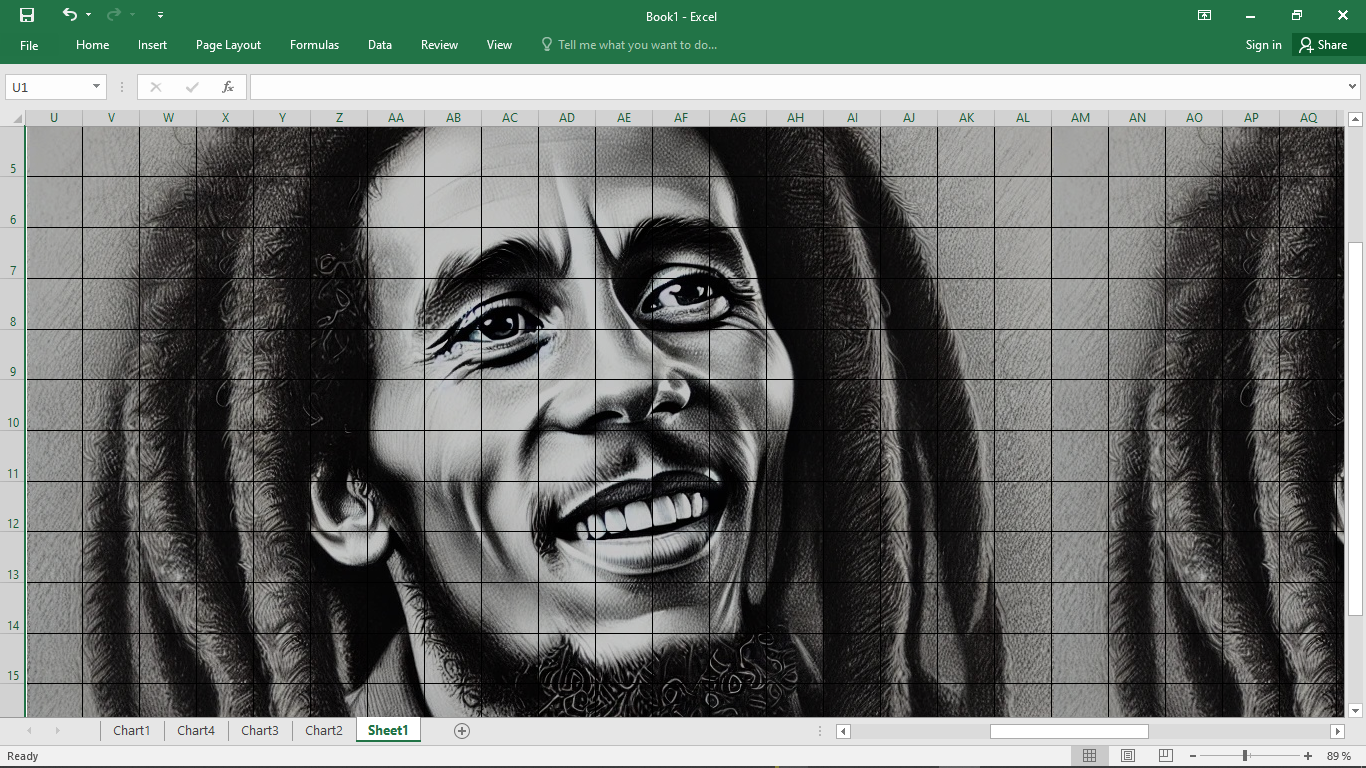 Book1 - Excel
File Home Insert Page Layout Formulas Data Review View Tell me what you want to do... Sign in Share
U1 fx
U V W X Y Z AA AB AC AD AE AF AG AH AI AJ AK AL AM AN AO AP AQ
5
6
7
8
9
10
11
12
13
14
15
Chart1 Chart4 Chart3 Chart2 Sheet1
Ready 89 %